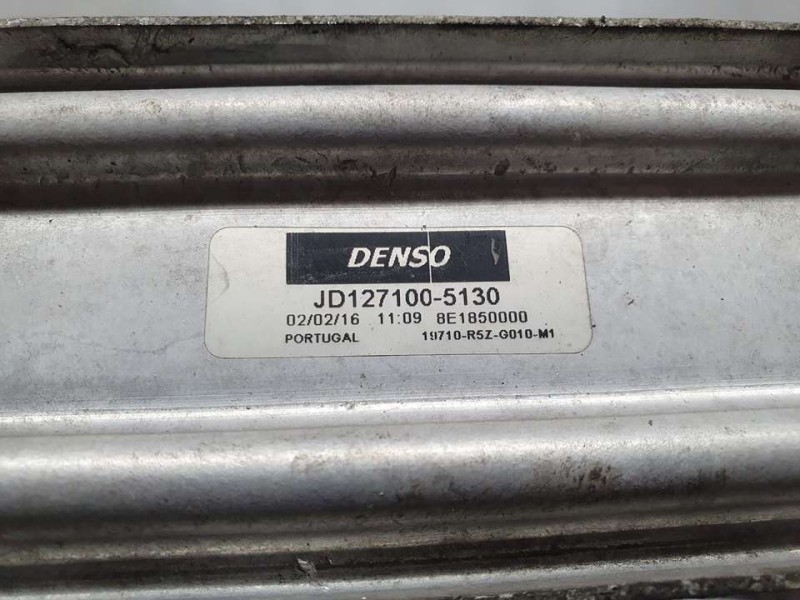 DENSO
JD127100-5130
02/02/16 11:09 8E1850000
PORTUGAL 19710-R5Z-G010-M1